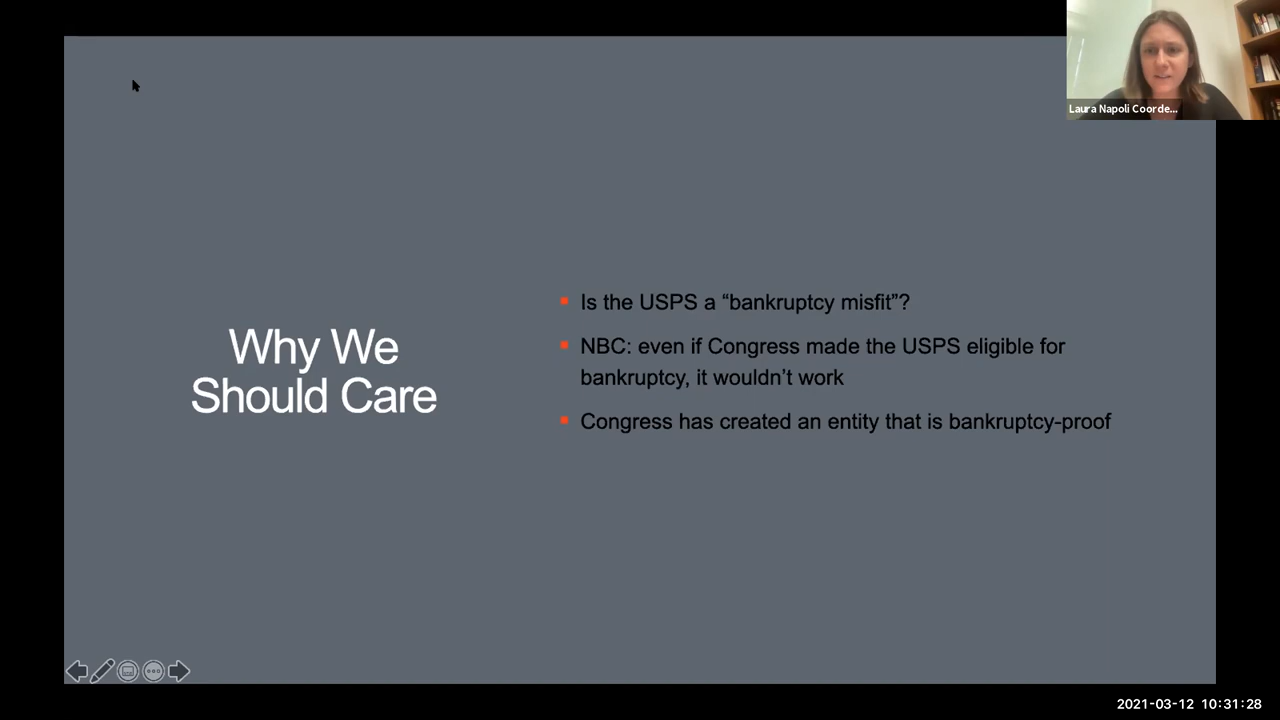 Laura Napoli Coorde...
Why We
Should Care
▪ Is the USPS a “bankruptcy misfit”?
▪ NBC: even if Congress made the USPS eligible for
bankruptcy, it wouldn’t work
▪ Congress has created an entity that is bankruptcy-proof
2021-03-12 10:31:28